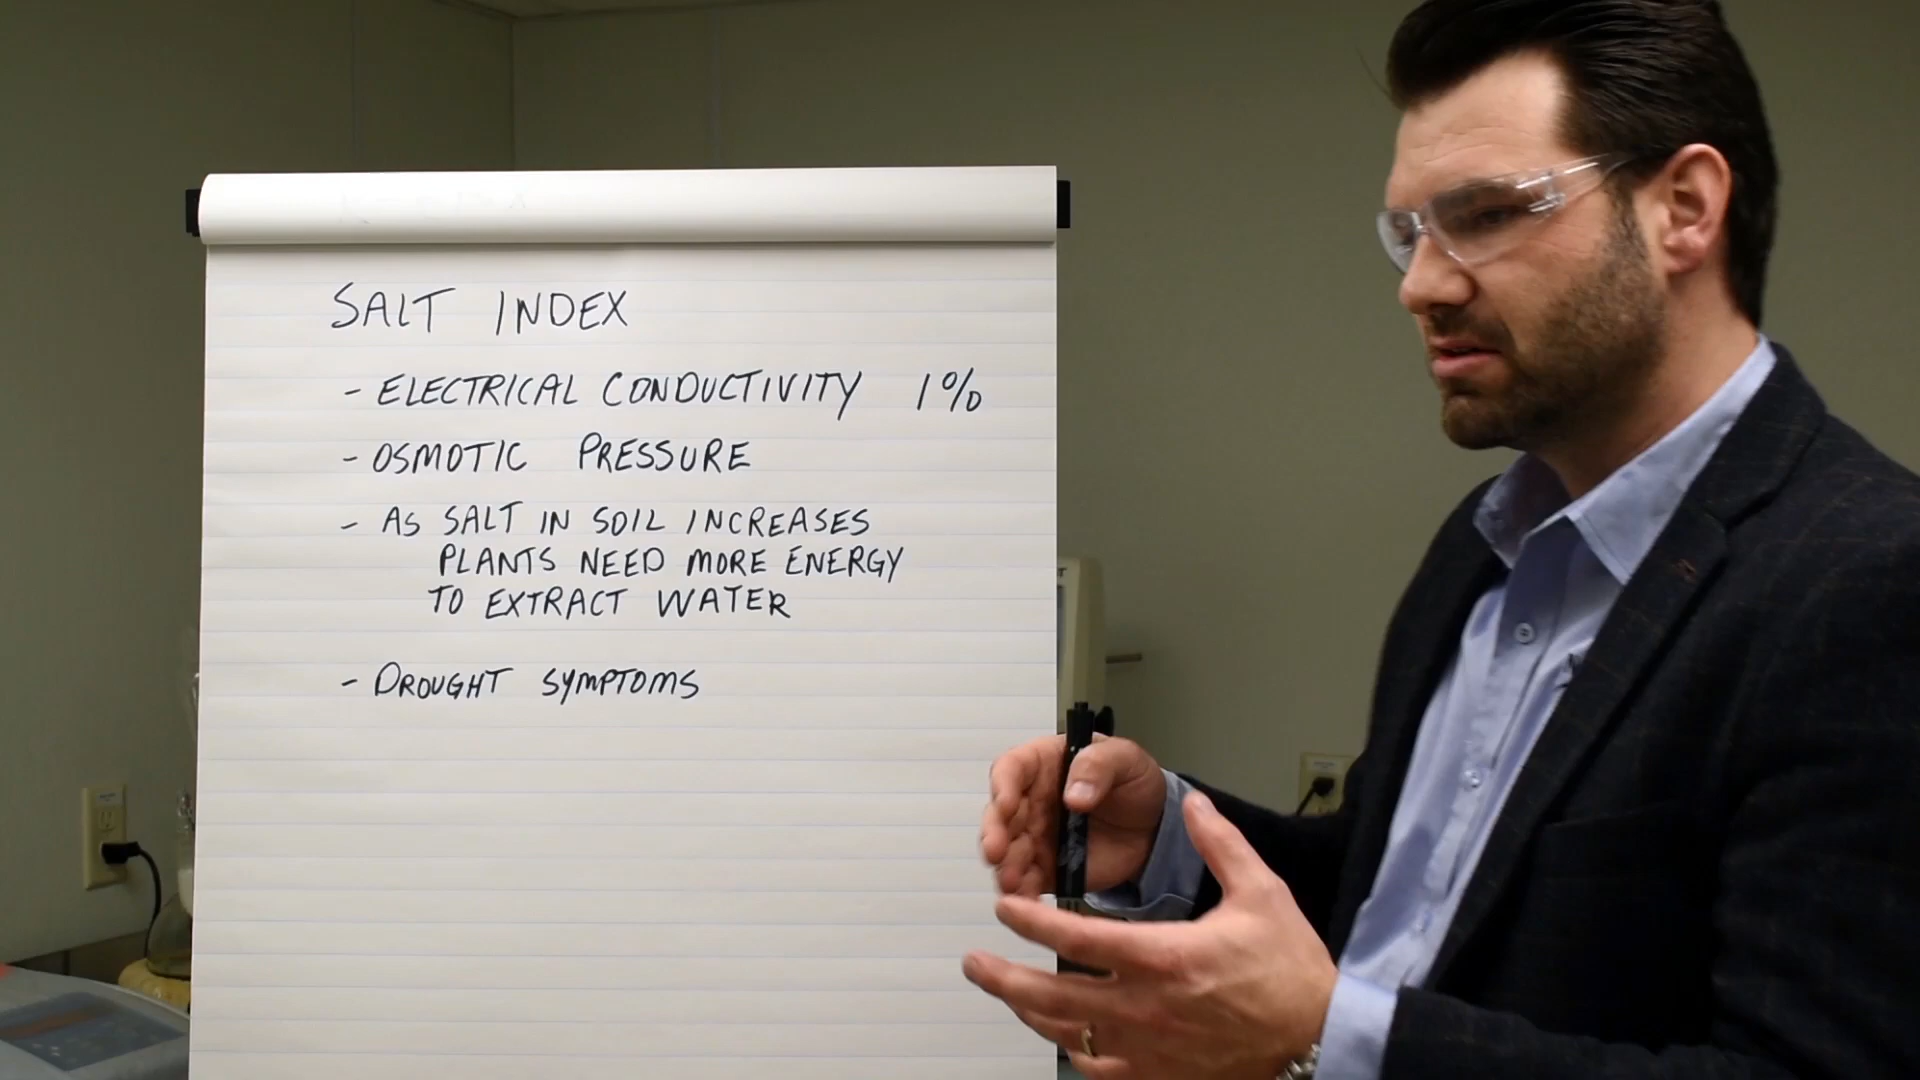 SALT INDEX
- ELECTRICAL CONDUCTIVITY 1%
- OSMOTIC PRESSURE
- AS SALT IN SOIL INCREASES
PLANTS NEED MORE ENERGY
TO EXTRACT WATER
- DROUGHT SYMPTOMS